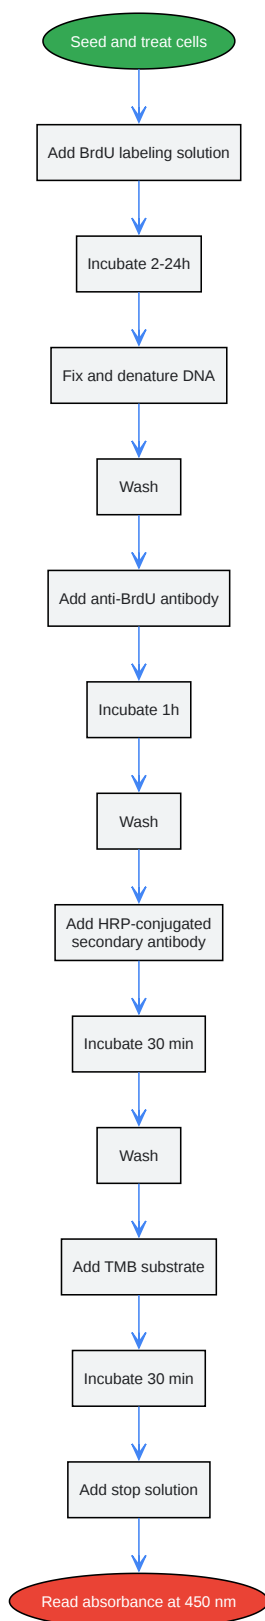 Seed and treat cells
Add BrdU labeling solution
Incubate 2-24h
Fix and denature DNA
Wash
Add anti-BrdU antibody
Incubate 1h
Wash
Add HRP-conjugated
secondary antibody
Incubate 30 min
Wash
Add TMB substrate
Incubate 30 min
Add stop solution
Read absorbance at 450 nm